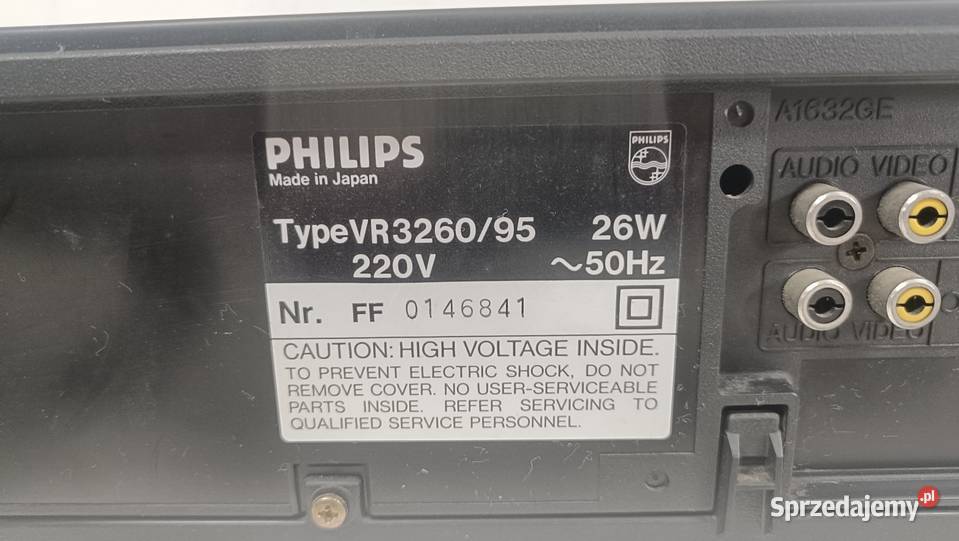 PHILIPS
Made in Japan
PHILIPS
TypeVR3260/95 26W
220V ~50Hz
Nr. FF 0146841
CAUTION: HIGH VOLTAGE INSIDE.
TO PREVENT ELECTRIC SHOCK, DO NOT
REMOVE COVER. NO USER-SERVICEABLE
PARTS INSIDE. REFER SERVICING TO
QUALIFIED SERVICE PERSONNEL.
A1632GE
AUDIO VIDEO
AUDIO VIDEO
Sprzedajemy.pl